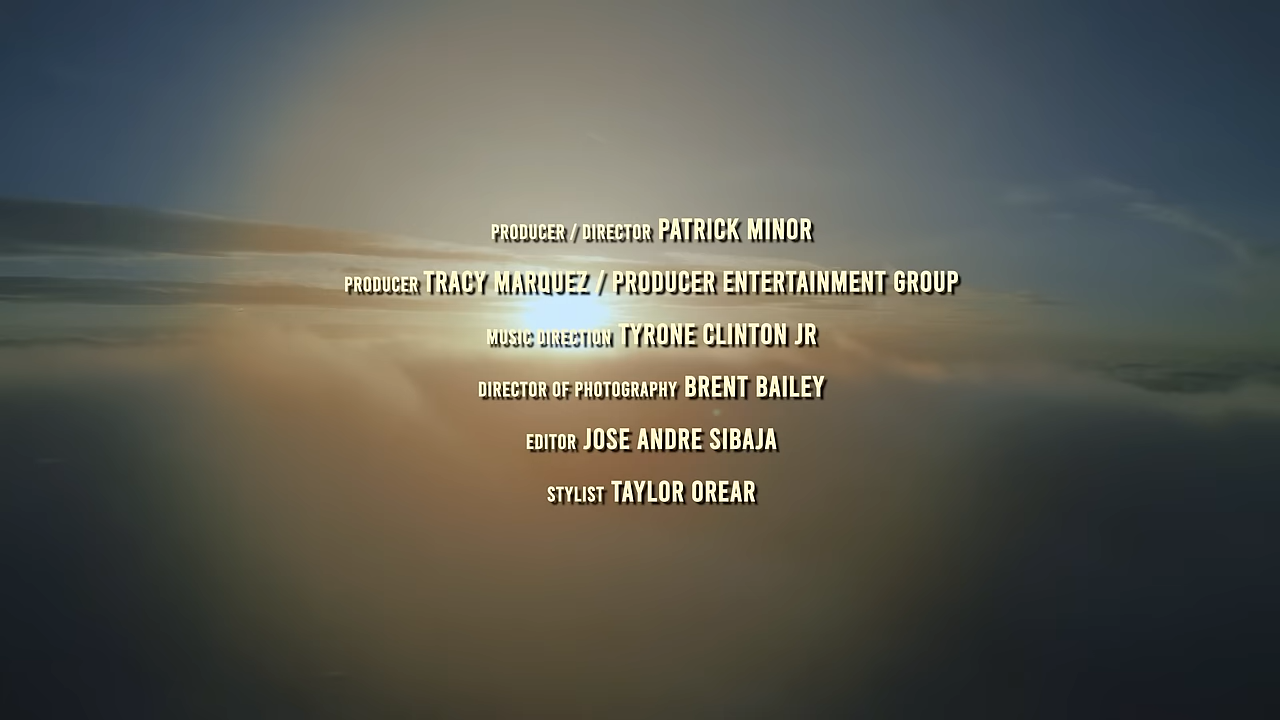 PRODUCER / DIRECTOR PATRICK MINOR
PRODUCER TRACY MARQUEZ / PRODUCER ENTERTAINMENT GROUP
MUSIC DIRECTION TYRONE CLINTON JR
DIRECTOR OF PHOTOGRAPHY BRENT BAILEY
EDITOR JOSE ANDRE SIBAJA
STYLIST TAYLOR OREAR